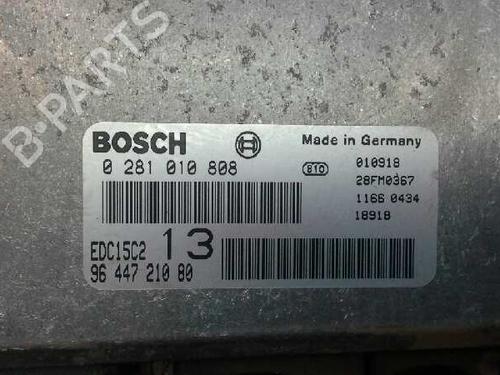 B-PARTS
BOSCH
Made in Germany
0 281 010 808
B10
010918
28FM0367
1166 0434
18918
EDC15C2 13
96 447 210 80